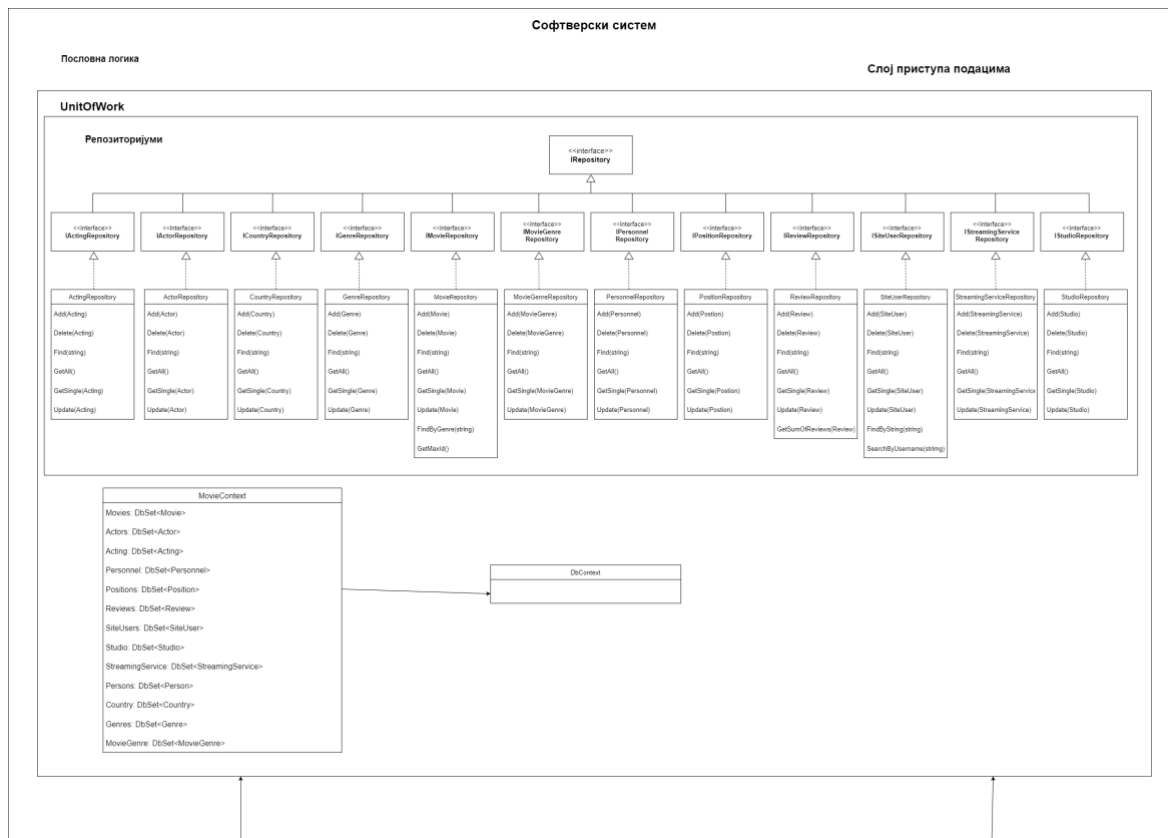 Софтверски систем
Пословна логика
Слој приступа подацима
UnitOfWork
Репозиторијуми
<<interface>>
IRepository
<<interface>>
IActingRepository
<<interface>>
IActorRepository
<<interface>>
ICountryRepository
<<interface>>
IGenreRepository
<<interface>>
IMovieRepository
<<interface>>
IMovieGenre
Repository
<<interface>>
IPersonnel
Repository
<<interface>>
IPositionRepository
<<interface>>
IReviewRepository
<<interface>>
ISiteUserRepository
<<interface>>
IStreamingService
Repository
<<interface>>
IStudioRepository
ActingRepository
Add(Acting)
Delete(Acting)
Find(string)
GetAll()
GetSingle(Acting)
Update(Acting)
ActorRepository
Add(Actor)
Delete(Actor)
Find(string)
GetAll()
GetSingle(Actor)
Update(Actor)
CountryRepository
Add(Country)
Delete(Country)
Find(string)
GetAll()
GetSingle(Country)
Update(Country)
GenreRepository
Add(Genre)
Delete(Genre)
Find(string)
GetAll()
GetSingle(Genre)
Update(Genre)
MovieRepository
Add(Movie)
Delete(Movie)
Find(string)
GetAll()
GetSingle(Movie)
Update(Movie)
FindByGenre(string)
GetMaxId()
MovieGenreRepository
Add(MovieGenre)
Delete(MovieGenre)
Find(string)
GetAll()
GetSingle(MovieGenre)
Update(MovieGenre)
PersonnelRepository
Add(Personnel)
Delete(Personnel)
Find(string)
GetAll()
GetSingle(Personnel)
Update(Personnel)
PositionRepository
Add(Postion)
Delete(Postion)
Find(string)
GetAll()
GetSingle(Postion)
Update(Postion)
ReviewRepository
Add(Review)
Delete(Review)
Find(string)
GetAll()
GetSingle(Review)
Update(Review)
GetSumOfReviews(Review)
SiteUserRepository
Add(SiteUser)
Delete(SiteUser)
Find(string)
GetAll()
GetSingle(SiteUser)
Update(SiteUser)
FindByString(string)
SearchByUsername(strimg)
StreamingServiceRepository
Add(StreamingService)
Delete(StreamingService)
Find(string)
GetAll()
GetSingle(StreamingService
Update(StreamingService)
StudioRepository
Add(Studio)
Delete(Studio)
Find(string)
GetAll()
GetSingle(Studio)
Update(Studio)
MovieContext
Movies: DbSet<Movie>
Actors: DbSet<Actor>
Acting: DbSet<Acting>
Personnel: DbSet<Personnel>
Positions: DbSet<Position>
Reviews: DbSet<Review>
SiteUsers: DbSet<SiteUser>
Studio: DbSet<Studio>
StreamingService: DbSet<StreamingService>
Persons: DbSet<Person>
Country: DbSet<Country>
Genres: DbSet<Genre>
MovieGenre: DbSet<MovieGenre>
DbContext